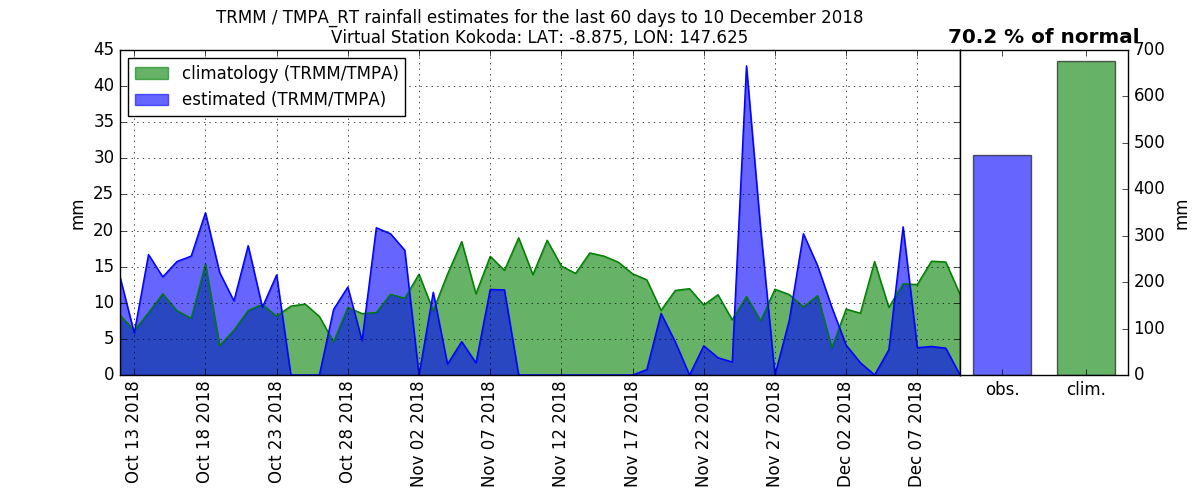 TRMM / TMPA_RT rainfall estimates for the last 60 days to 10 December 2018
Virtual Station Kokoda: LAT: -8.875, LON: 147.625
70.2 % of normal
climatology (TRMM/TMPA)
estimated (TRMM/TMPA)
45
40
35
30
25
20
15
10
5
0
mm
Oct 13 2018
Oct 18 2018
Oct 23 2018
Oct 28 2018
Nov 02 2018
Nov 07 2018
Nov 12 2018
Nov 17 2018
Nov 22 2018
Nov 27 2018
Dec 02 2018
Dec 07 2018
obs.
clim.
700
600
500
400
300
200
100
0
mm